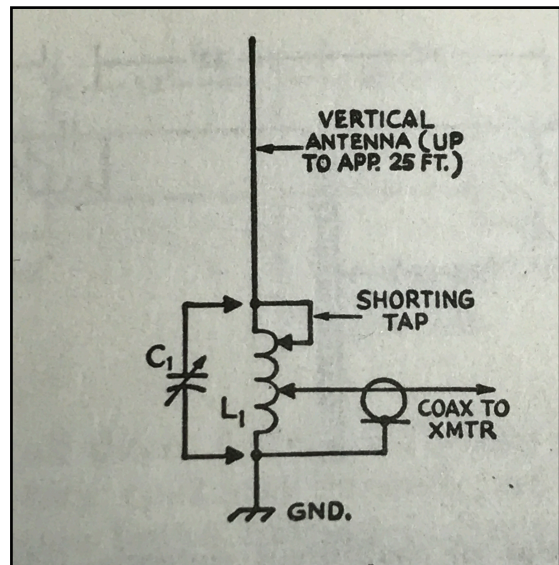 VERTICAL
ANTENNA (UP
TO APP. 25 FT.)
SHORTING
TAP
C1
L1
COAX TO
XMTR
GND.